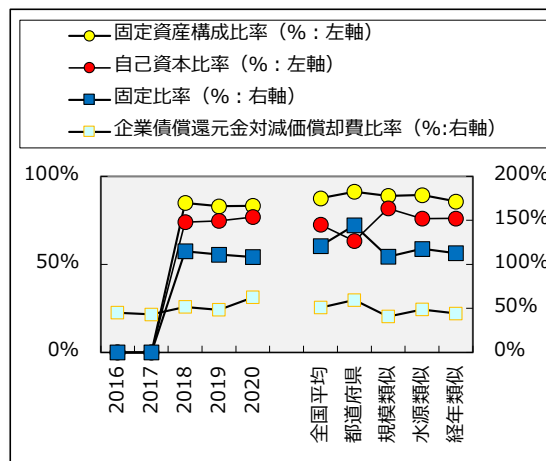 固定資産構成比率（%：左軸）
自己資本比率（%：左軸）
固定比率（%：右軸）
企業債償還元金対減価償却費比率（%:右軸）
100%
50%
0%
200%
150%
100%
50%
0%
2016
2017
2018
2019
2020
全国平均
都道府県
規模類似
水源類似
経年類似